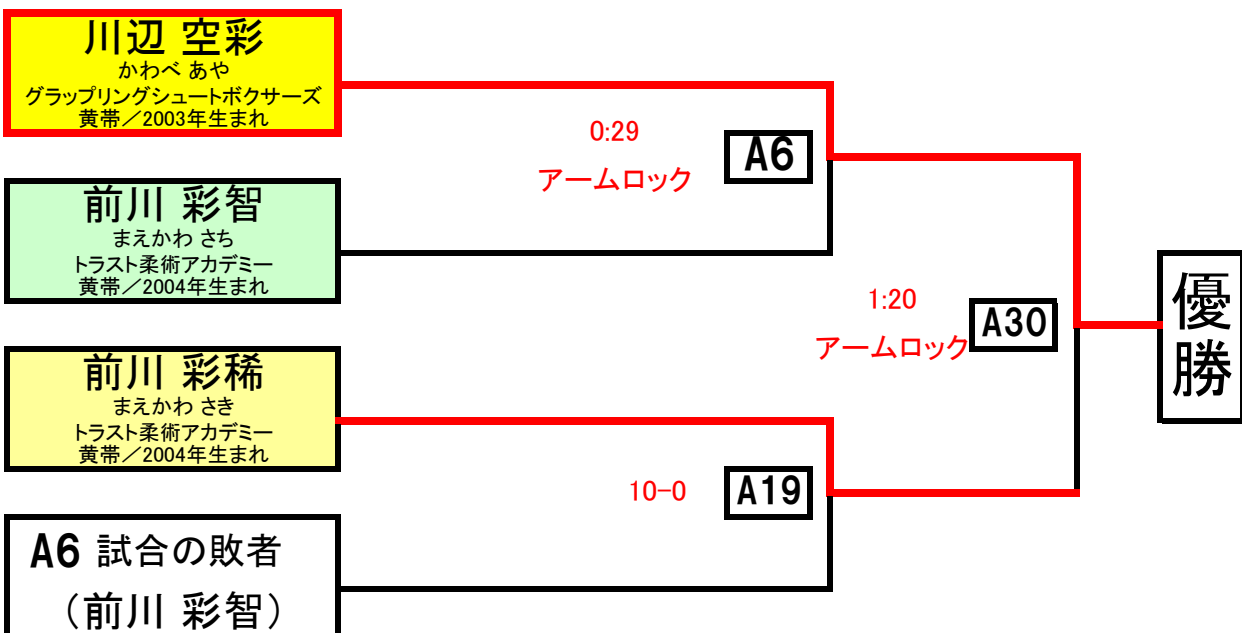 川辺 空彩
かわべ あや
グラップリングシュートボクサーズ
黄帯／2003年生まれ
0:29
アームロック
A6
前川 彩智
まえかわ さち
トラスト柔術アカデミー
黄帯／2004年生まれ
1:20
アームロック
A30
優勝
前川 彩稀
まえかわ さき
トラスト柔術アカデミー
黄帯／2004年生まれ
10-0
A19
A6 試合の敗者
（前川 彩智）